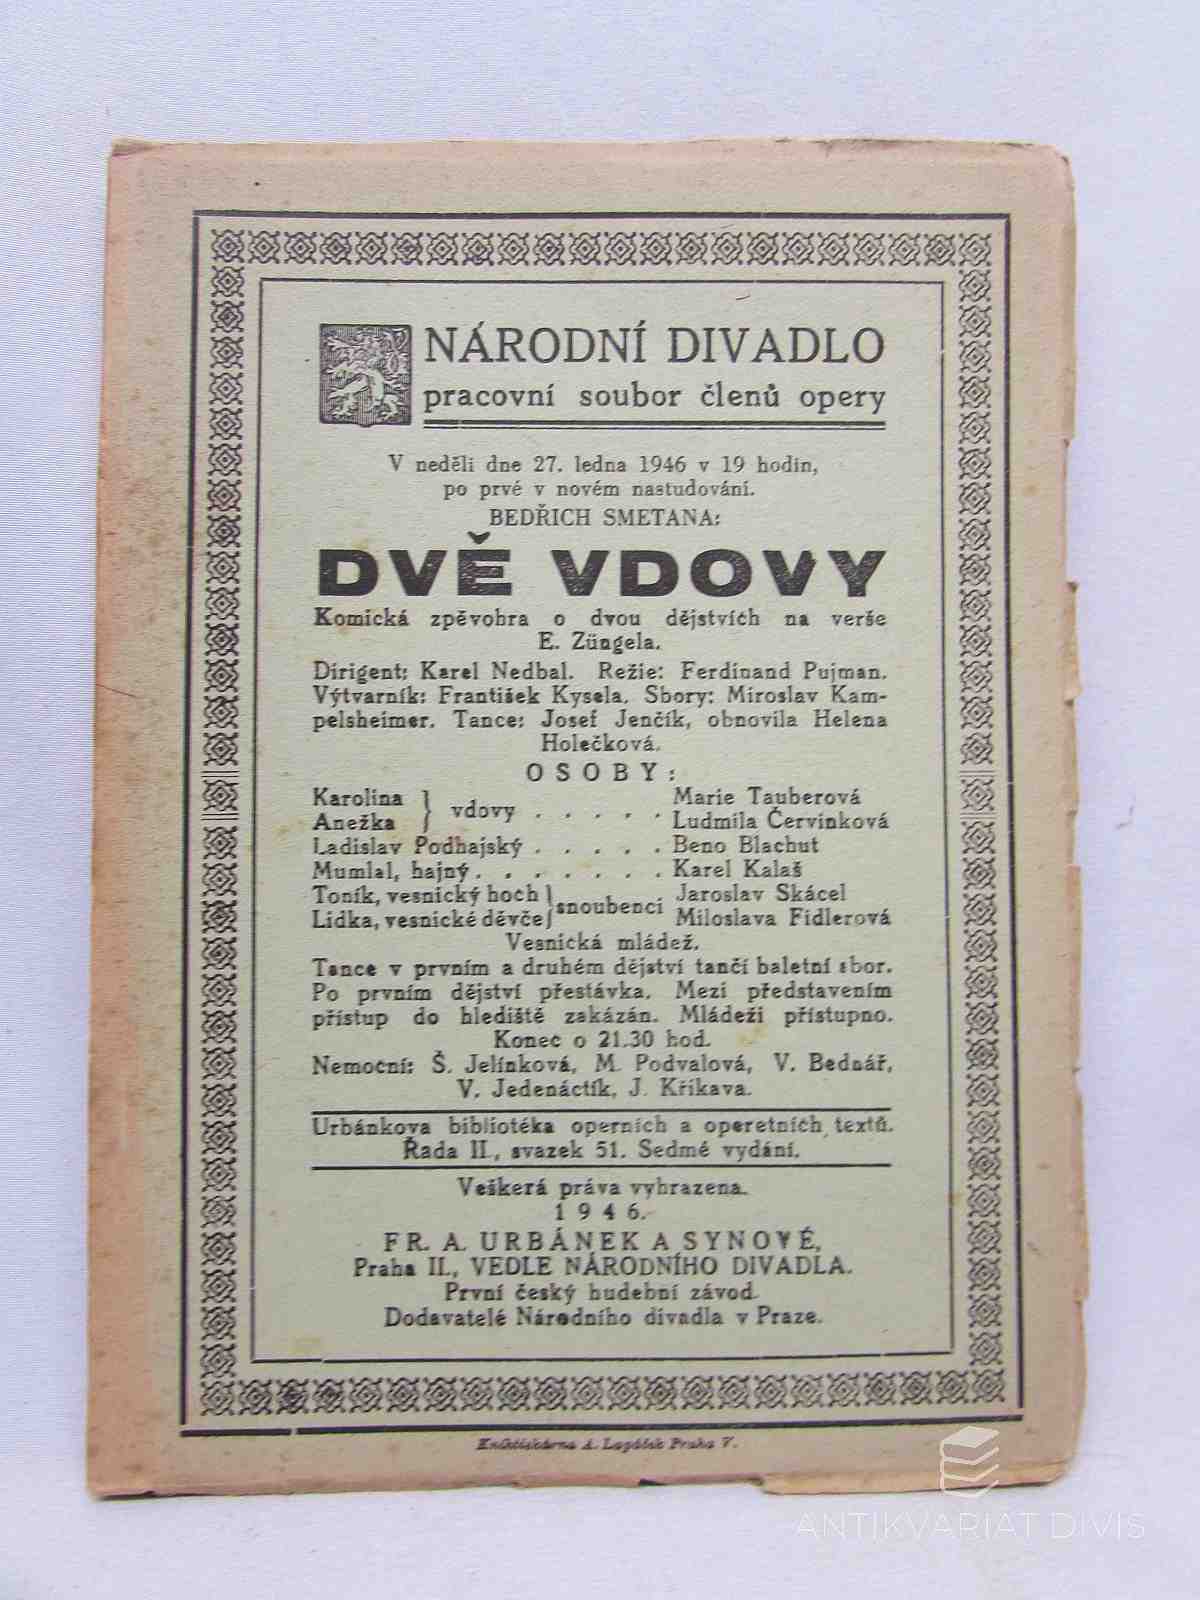 NÁRODNÍ DIVADLO
pracovní soubor členů opery
V neděli dne 27. ledna 1946 v 19 hodin,
po prvé v novém nastudování.
BEDŘICH SMETANA:
DVĚ VDOVY
Komická zpěvohra o dvou dějstvích na verše
E. Züngela.
Dirigent: Karel Nedbal. Režie: Ferdinand Pujman.
Výtvarník: František Kysela. Sbory: Miroslav Kam-
pelsheimer. Tance: Josef Jenčík, obnovila Helena
Holečková.
OSOBY:
Karolina } vdovy . . . . . Marie Tauberová
Anežka } Ludmila Červinková
Ladislav Podhajský . . . . . Beno Blachut
Mumlal, hajný . . . . . . . Karel Kalaš
Toník, vesnický hoch } snoubenci Jaroslav Skácel
Lidka, vesnické děvče } Miloslava Fidlerová
Vesnická mládež.
Tance v prvním a druhém dějství tančí baletní sbor.
Po prvním dějství přestávka. Mezi představením
přístup do hlediště zakázán. Mládeži přístupno.
Konec o 21.30 hod.
Nemocní: Š. Jelínková, M. Podvalová, V. Bednář,
V. Jedenáctík, J. Křikava.
Urbánkova bibliotéka operních a operetních textů.
Řada II., svazek 51. Sedmé vydání.
Veškerá práva vyhrazena.
1946.
FR. A. URBÁNEK A SYNOVÉ,
Praha II., VEDLE NÁRODNÍHO DIVADLA.
První český hudební závod.
Dodavatelé Národního divadla v Praze.
Knihtiskárna A. Lapáček Praha V.
ANTIKVARIAT DIVIS